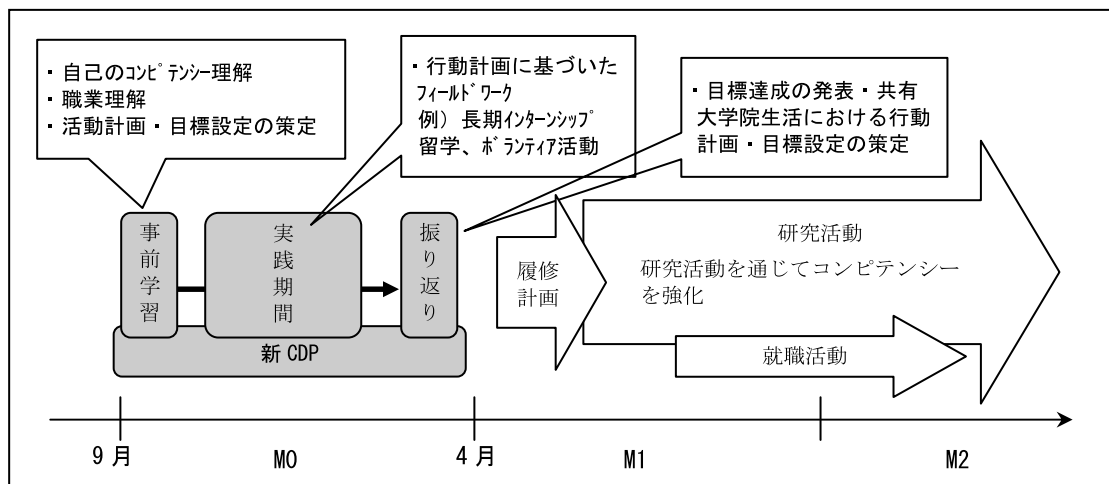 ・自己のｺﾝﾋﾟﾃﾝｼｰ理解
・職業理解
・活動計画・目標設定の策定
・行動計画に基づいた
ﾌｨｰﾙﾄﾞﾜｰｸ
例）長期ｲﾝﾀｰﾝｼｯﾌﾟ
留学、ﾎﾞﾗﾝﾃｨｱ活動
・目標達成の発表・共有
大学院生活における行動
計画・目標設定の策定
事前学習
実践期間
振り返り
新 CDP
履修
計画
研究活動
研究活動を通じてコンピテンシー
を強化
就職活動
9 月
M0
4 月
M1
M2